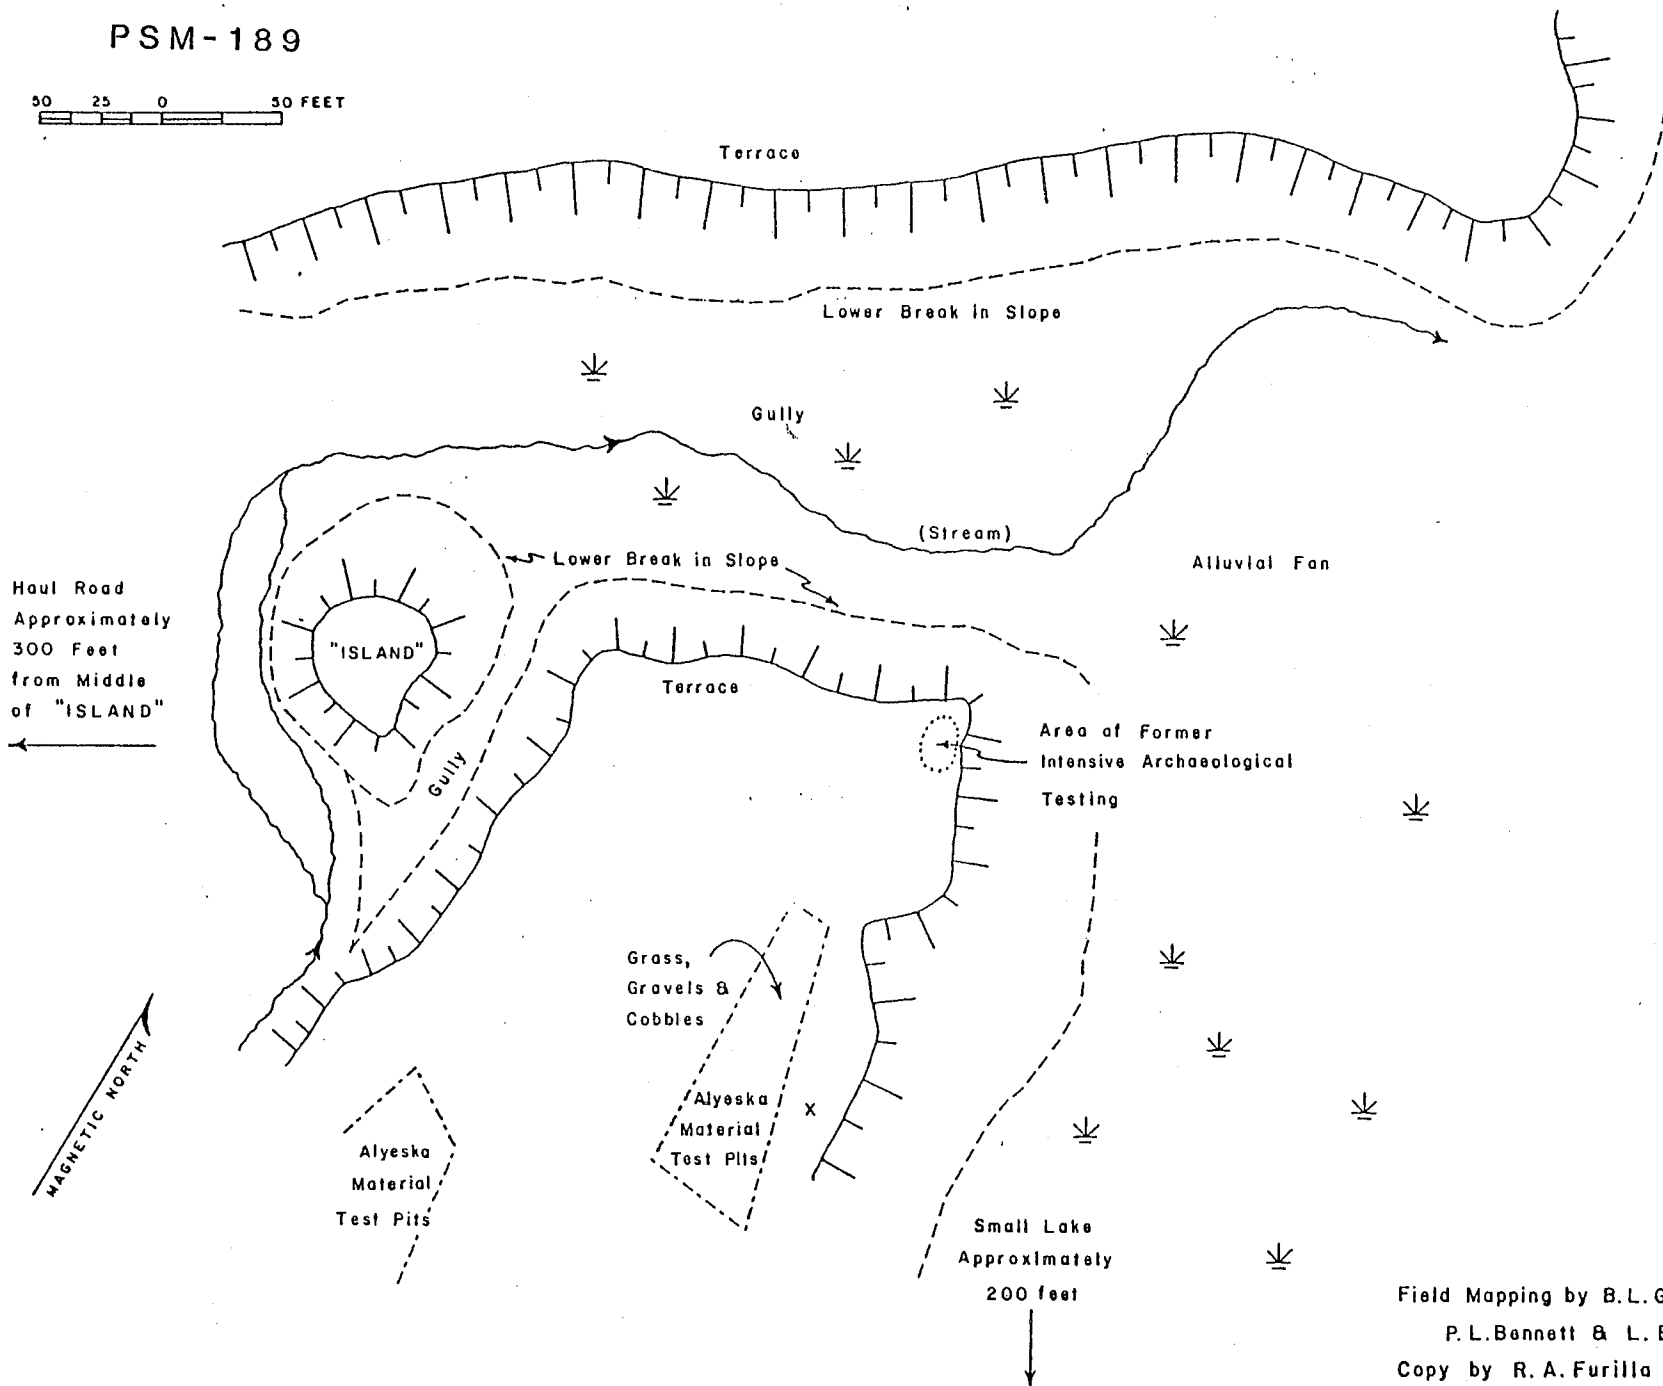 PSM-189
50 25 0 50 FEET
Terrace
Lower Break in Slope
Gully
(Stream)
Lower Break in Slope
Alluvial Fan
Haul Road
Approximately
300 Feet
from Middle
of "ISLAND"
"ISLAND"
Terrace
Gully
Area of Former
Intensive Archaeological
Testing
Grass,
Gravels &
Cobbles
MAGNETIC NORTH
Alyeska
Material
Test Pits
Alyeska
Material
Test Pits
X
Small Lake
Approximately
200 feet
Field Mapping by B.L.
P.L.Bennett & L.
Copy by R.A.Furilla